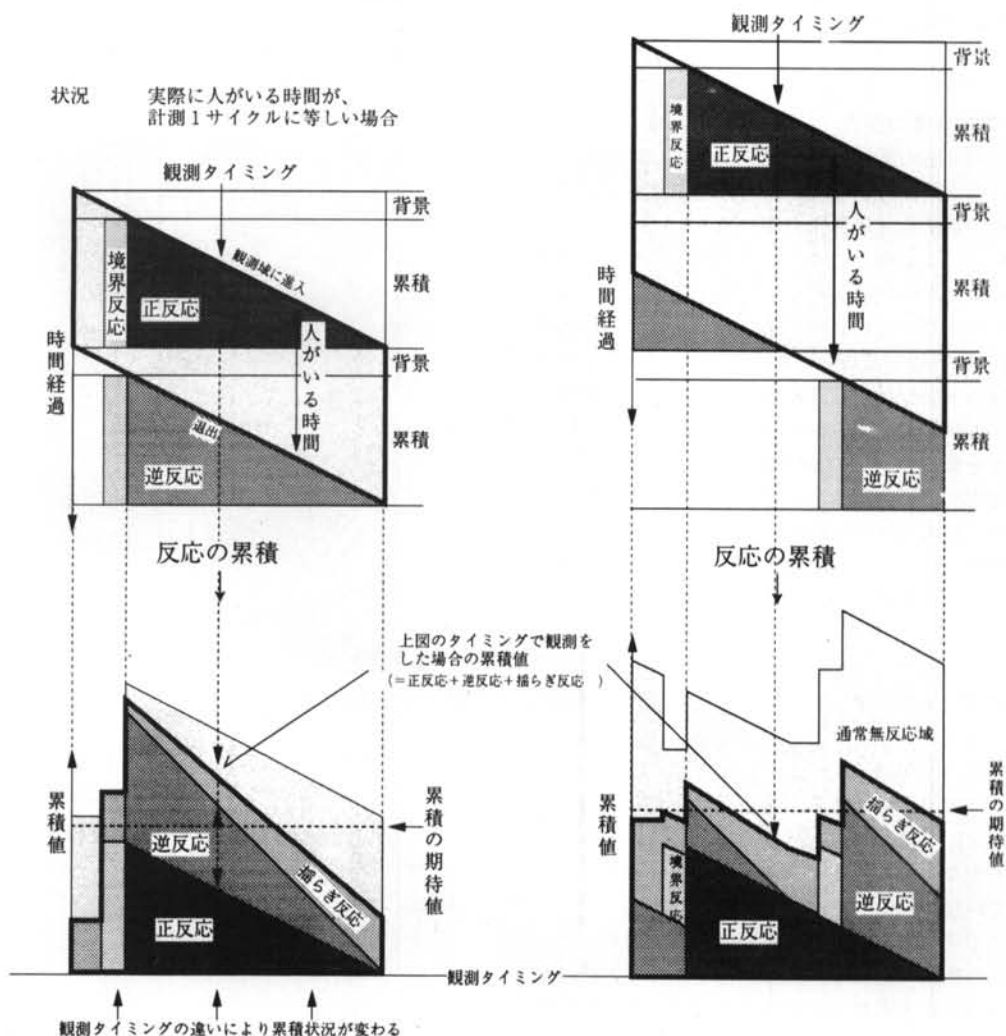 状況 実際に人がいる時間が、
計測1サイクルに等しい場合
観測タイミング
背景
境界反応
正反応
観測域に進入
累積
時間経過
人がいる時間
背景
退出
逆反応
累積
反応の累積
上図のタイミングで観測を
した場合の累積値
(=正反応+逆反応+揺らぎ反応 )
累積値
逆反応
揺らぎ反応
正反応
累積の期待値
観測タイミングの違いにより累積状況が変わる
観測タイミング
観測タイミング
背景
境界反応
正反応
累積
背景
人がいる時間
時間経過
累積
背景
累積
逆反応
反応の累積
通常無反応域
累積値
境界反応
正反応
揺らぎ反応
逆反応
累積の期待値